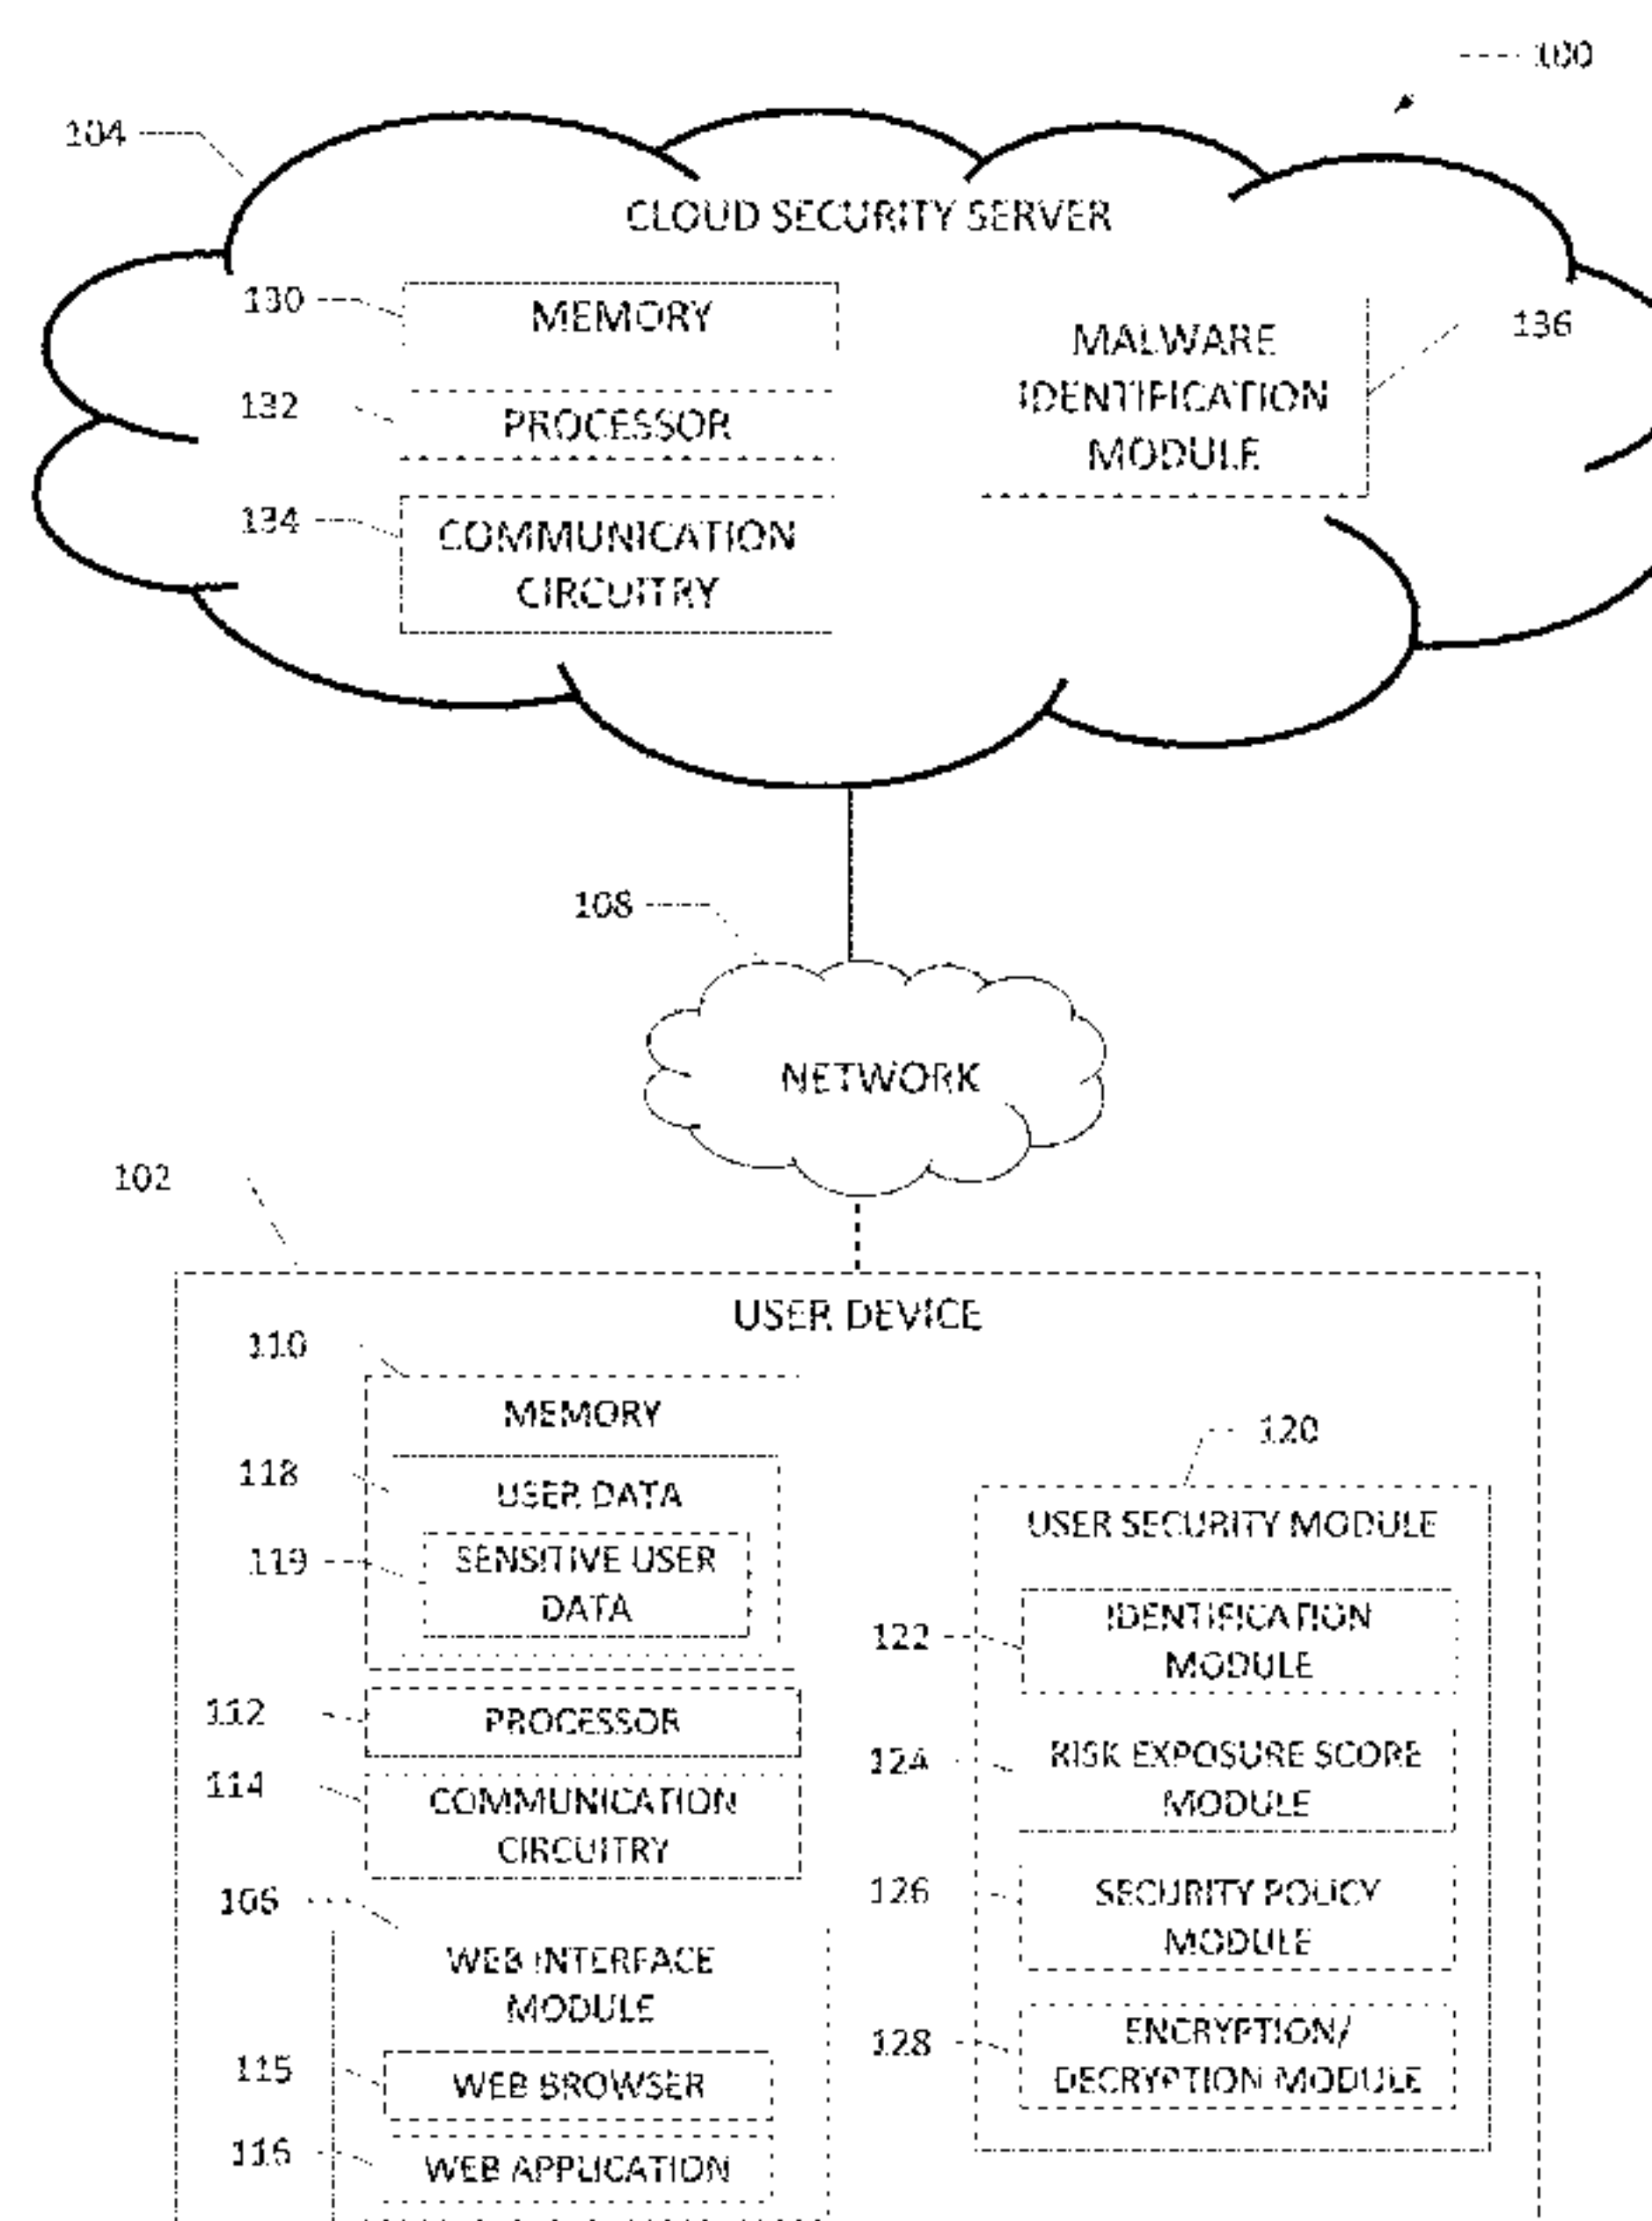 100
104
CLOUD SECURITY SERVER
130
MEMORY
132
PROCESSOR
134
COMMUNICATION
CIRCUITRY
MALWARE
IDENTIFICATION
MODULE
136
108
NETWORK
102
USER DEVICE
110
MEMORY
118
USER DATA
119
SENSITIVE USER
DATA
112
PROCESSOR
114
COMMUNICATION
CIRCUITRY
106
WEB INTERFACE
MODULE
115
WEB BROWSER
116
WEB APPLICATION
120
USER SECURITY MODULE
122
IDENTIFICATION
MODULE
124
RISK EXPOSURE SCORE
MODULE
126
SECURITY POLICY
MODULE
128
ENCRYPTION/
DECRYPTION MODULE